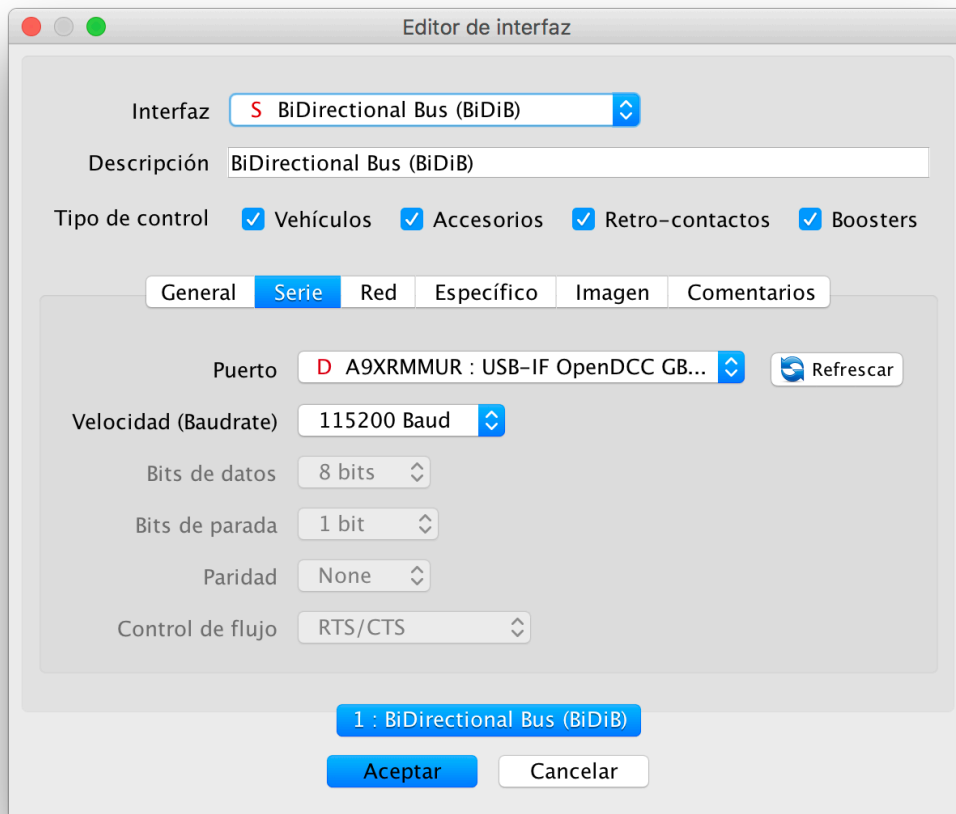 Editor de interfaz
Interfaz S BiDirectional Bus (BiDiB)
Descripción BiDirectional Bus (BiDiB)
Tipo de control Vehículos Accesorios Retro-contactos Boosters
General Serie Red Específico Imagen Comentarios
Puerto D A9XRMMUR : USB-IF OpenDCC GB... Refrescar
Velocidad (Baudrate) 115200 Baud
Bits de datos 8 bits
Bits de parada 1 bit
Paridad None
Control de flujo RTS/CTS
1 : BiDirectional Bus (BiDiB)
Aceptar Cancelar